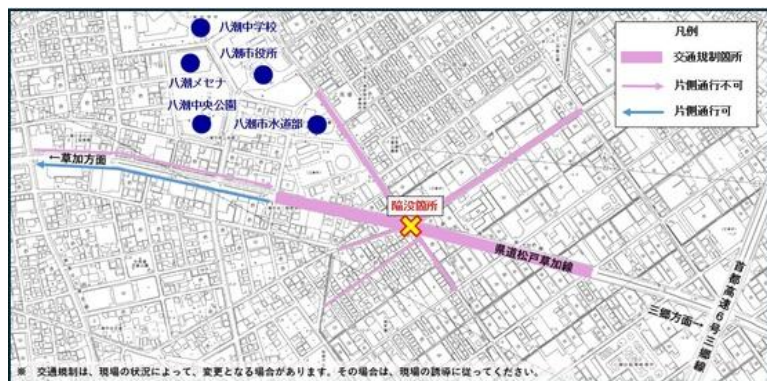 八潮中学校
八潮市役所
八潮メセナ
八潮中央公園
八潮市水道部
凡例
交通規制箇所
片側通行不可
片側通行可
←草加方面
陥没箇所
県道松戸草加線
三郷方面→
首都高速6号三郷線
※ 交通規制は、現場の状況によって、変更となる場合があります。その場合は、現場の誘導に従ってください。